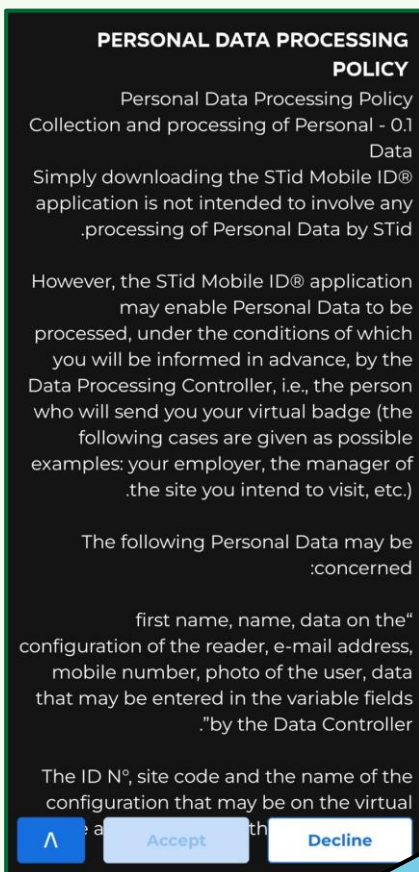 PERSONAL DATA PROCESSING
POLICY
Personal Data Processing Policy
Collection and processing of Personal - 0.1
Data
Simply downloading the STid Mobile ID® application is not intended to involve any
.processing of Personal Data by STid
However, the STid Mobile ID® application
may enable Personal Data to be
processed, under the conditions of which
you will be informed in advance, by the
Data Processing Controller, i.e., the person
who will send you your virtual badge (the
following cases are given as possible
examples: your employer, the manager of
.the site you intend to visit, etc.)
The following Personal Data may be
:concerned
first name, name, data on the“
configuration of the reader, e-mail address,
mobile number, photo of the user, data
that may be entered in the variable fields
.”by the Data Controller
The ID N°, site code and the name of the
configuration that may be on the virtual
Accept
Decline